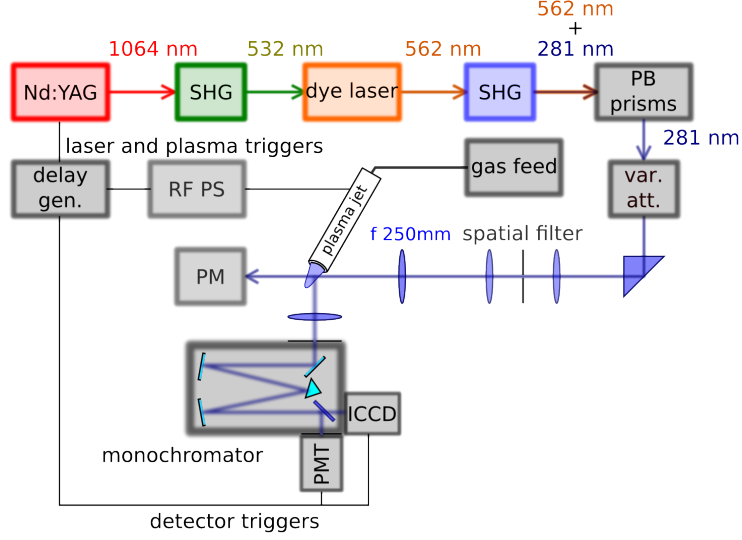 562 nm
+
1064 nm
532 nm
562 nm
281 nm
Nd:YAG
SHG
dye laser
SHG
PB
prisms
281 nm
laser and plasma triggers
delay
gen.
RF PS
plasma jet
gas feed
var.
att.
f 250mm
spatial filter
PM
ICCD
monochromator
PMT
detector triggers